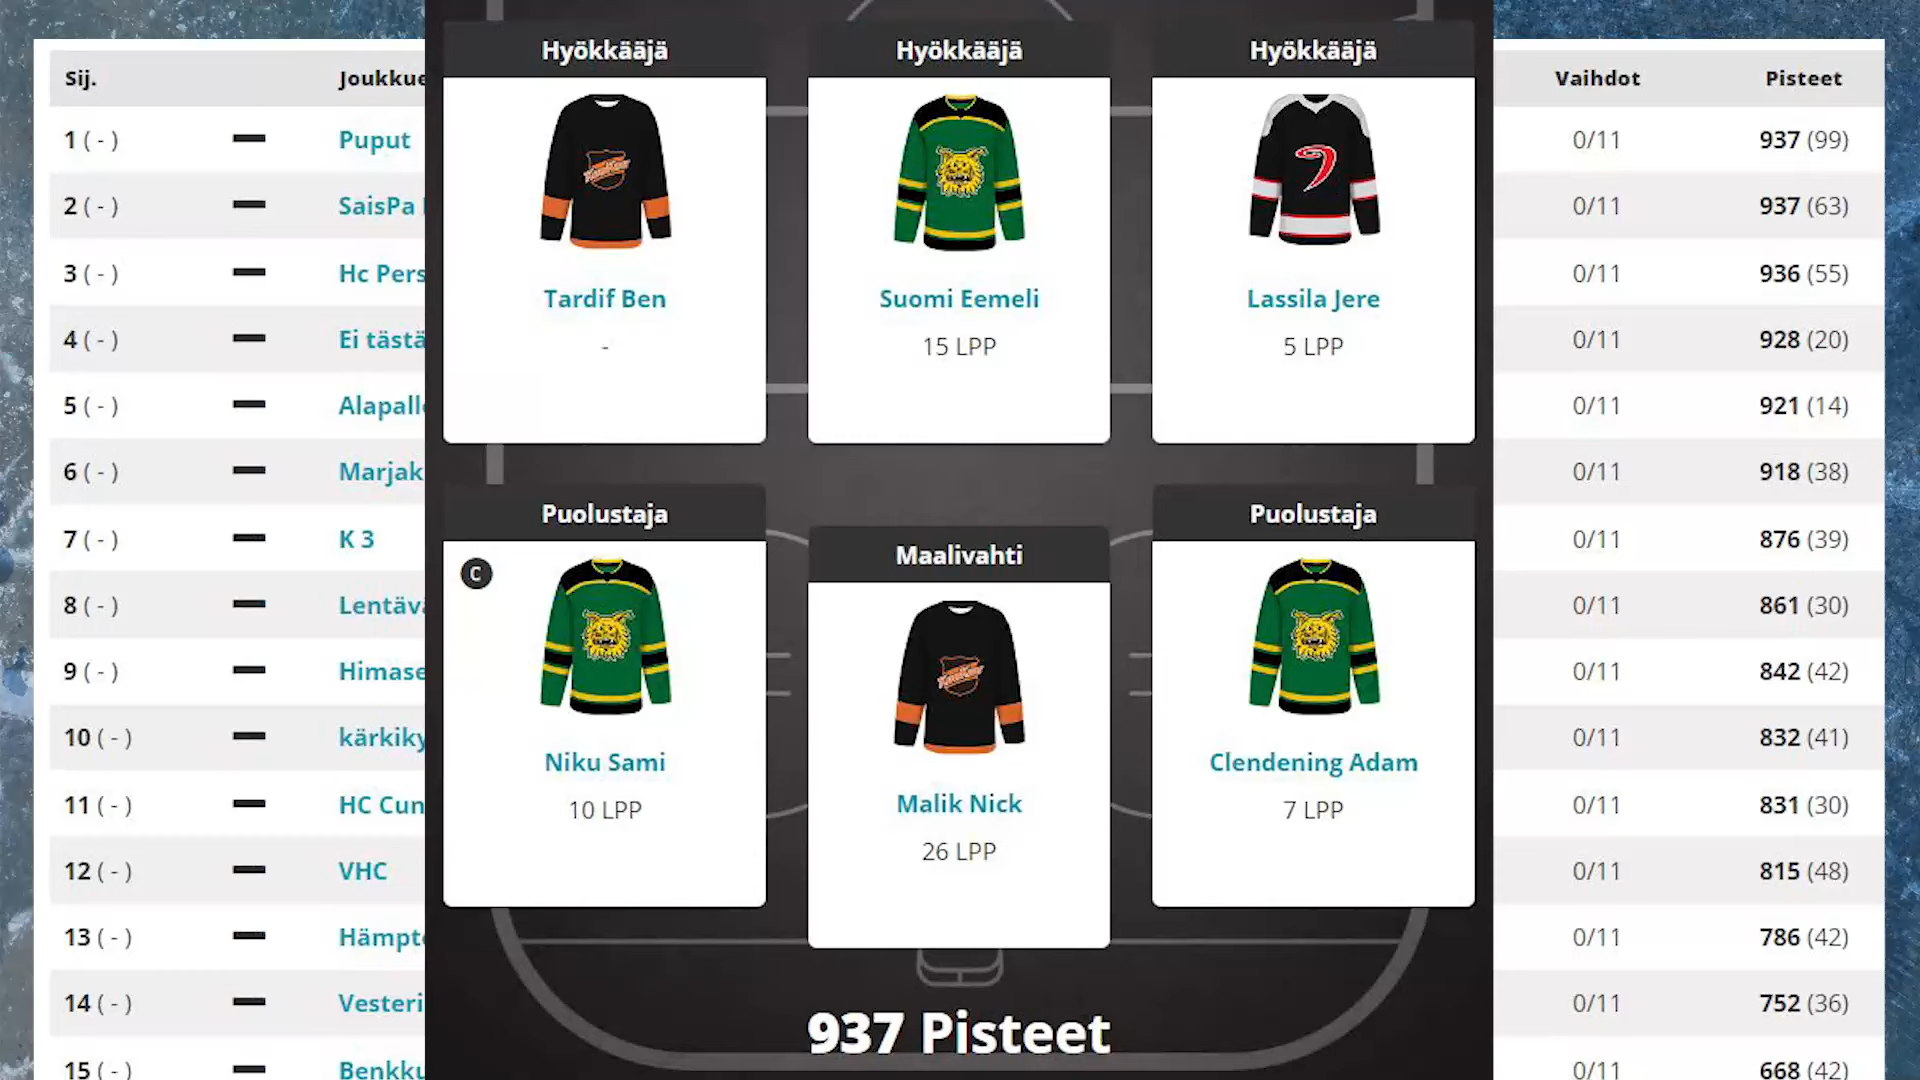 Sij. Joukkue Vaihdot Pisteet
1 ( - ) Puput 0/11 937 (99)
2 ( - ) SaisPa 0/11 937 (63)
3 ( - ) Hc Pers 0/11 936 (55)
4 ( - ) Ei tästä 0/11 928 (20)
5 ( - ) Alapall 0/11 921 (14)
6 ( - ) Marjak 0/11 918 (38)
7 ( - ) K 3 0/11 876 (39)
8 ( - ) Lentäv 0/11 861 (30)
9 ( - ) Himase 0/11 842 (42)
10 ( - ) kärkiky 0/11 832 (41)
11 ( - ) HC Cun 0/11 831 (30)
12 ( - ) VHC 0/11 815 (48)
13 ( - ) Hämpt 0/11 786 (42)
14 ( - ) Vesteri 0/11 752 (36)
15 ( - ) Benkku 0/11 668 (42)
Hyökkääjä Hyökkääjä Hyökkääjä
Tardif Ben Suomi Eemeli Lassila Jere
- 15 LPP 5 LPP
Puolustaja Maalivahti Puolustaja
C
Niku Sami Malik Nick Clendening Adam
10 LPP 26 LPP 7 LPP
937 Pisteet